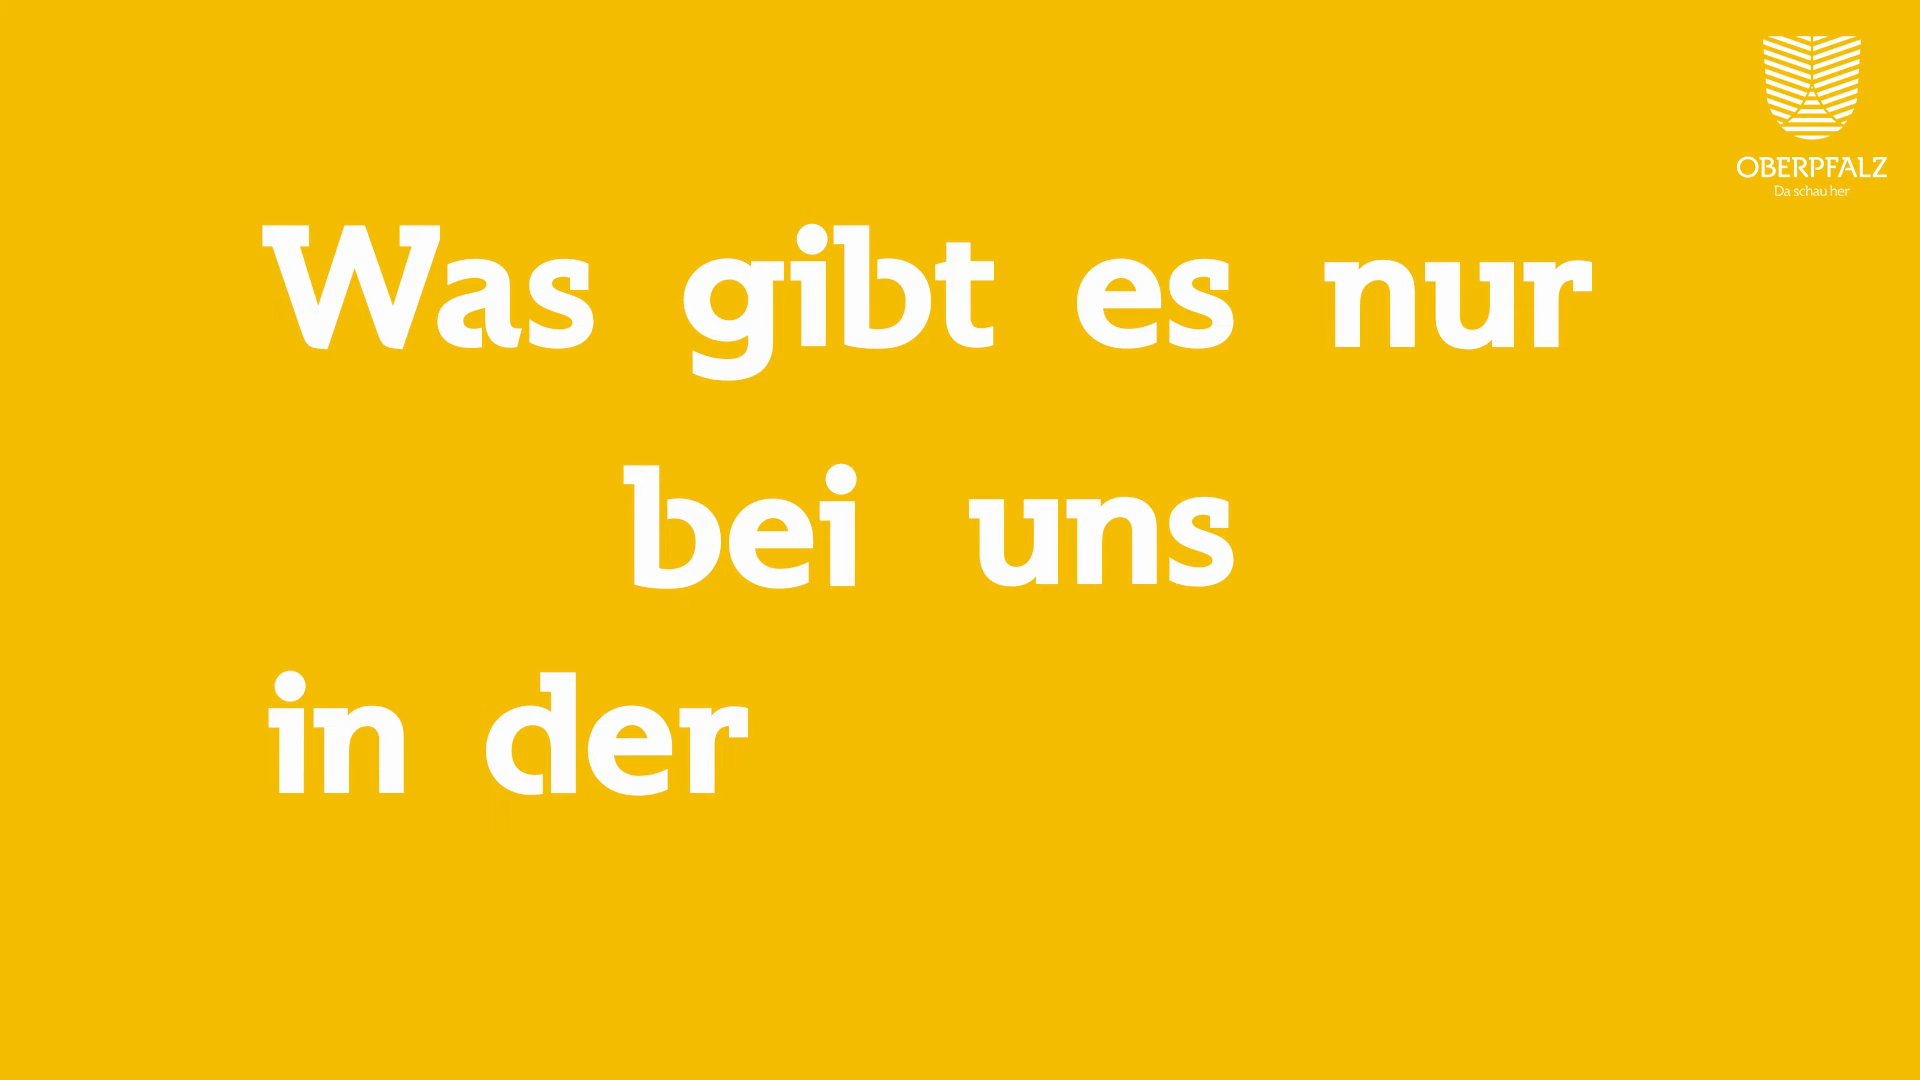 OBERPFALZ
Da schau her
Was gibt es nur
bei uns
in der